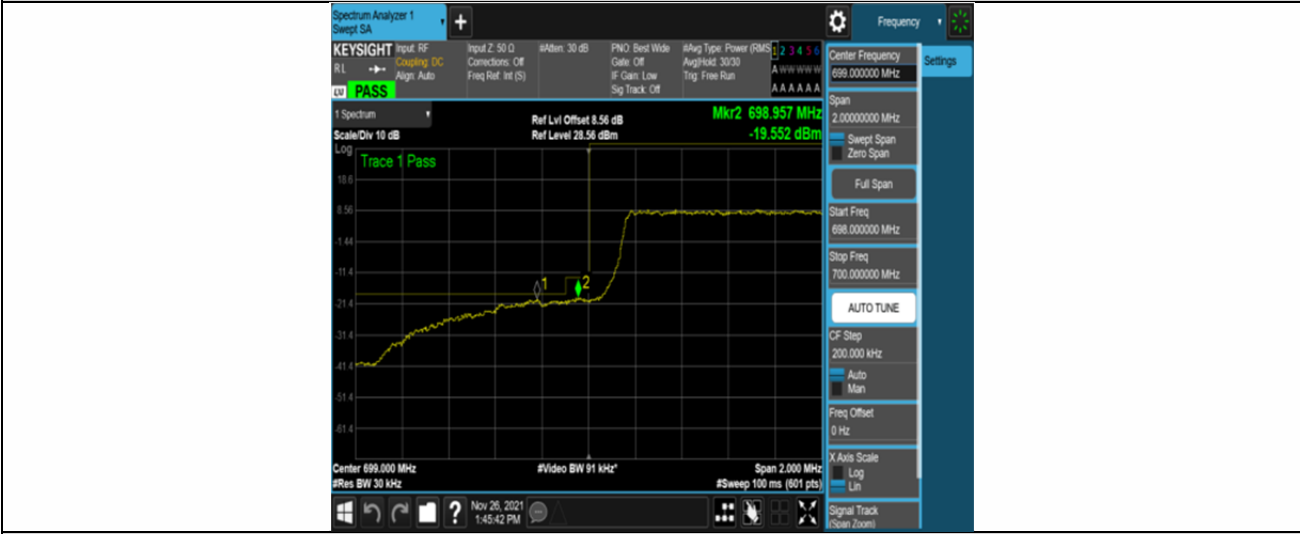 Spectrum Analyzer 1
Swept SA
+
Frequency
KEYSIGHT
RL
PASS
Input: RF
Coupling: DC
Align: Auto
Input Z: 50 Ω
Corrections: Off
Freq Ref: Int (S)
#Atten: 30 dB
PNO: Best Wide
Gate: Off
IF Gain: Low
Sig Track: Off
#Avg Type: Power (RMS
Avg|Hold: 30/30
Trig: Free Run
1 2 3 4 5 6
A W W W W W
A A A A A A
1 Spectrum
Scale/Div 10 dB
Ref Lvl Offset 8.56 dB
Ref Level 28.56 dBm
Mkr2 698.957 MHz
-19.552 dBm
Log
Trace 1 Pass
18.6
8.56
-1.44
-11.4
-21.4
-31.4
-41.4
-51.4
-61.4
1
2
Center 699.000 MHz
#Res BW 30 kHz
#Video BW 91 kHz*
Span 2.000 MHz
#Sweep 100 ms (601 pts)
?
Nov 26, 2021
1:45:42 PM
Center Frequency
699.000000 MHz
Settings
Span
2.00000000 MHz
Swept Span
Zero Span
Full Span
Start Freq
698.000000 MHz
Stop Freq
700.000000 MHz
AUTO TUNE
CF Step
200.000 kHz
Auto
Man
Freq Offset
0 Hz
X Axis Scale
Log
Lin
Signal Track
(Span Zoom)